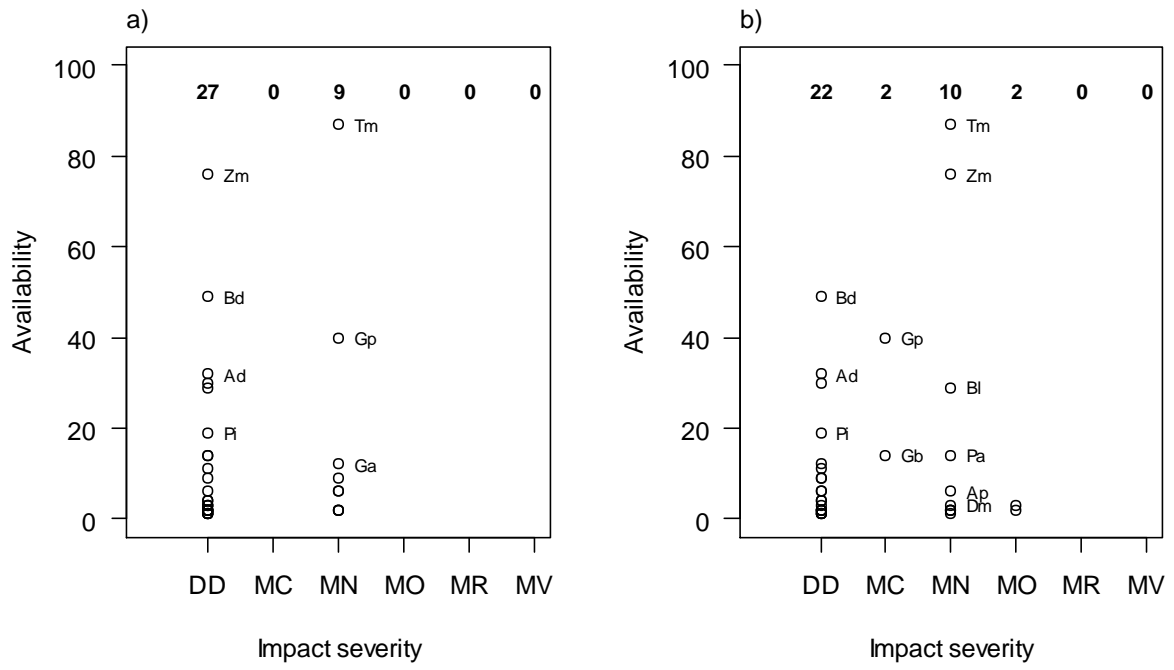 a)
100
80
60
40
20
0
Availability
27 0 9 0 0 0
Tm
Zm
Bd
Gp
Ad
Pi
Ga
DD MC MN MO MR MV
Impact severity
b)
100
80
60
40
20
0
Availability
22 2 10 2 0 0
Tm
Zm
Bd
Gp
Ad
Bl
Pi
Gb
Pa
Ap
Dm
DD MC MN MO MR MV
Impact severity